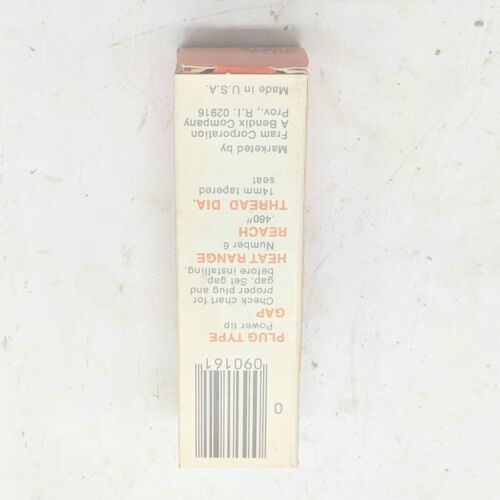 0
090161
PLUG TYPE
Power tip
GAP
Check chart for
proper plug and
gap. Set gap
before installing.
HEAT RANGE
Number 6
REACH
.460"
THREAD DIA.
14mm tapered
seat
Marketed by
Fram Corporation
A Bendix Company
Prov., R.I. 02916
Made in U.S.A.